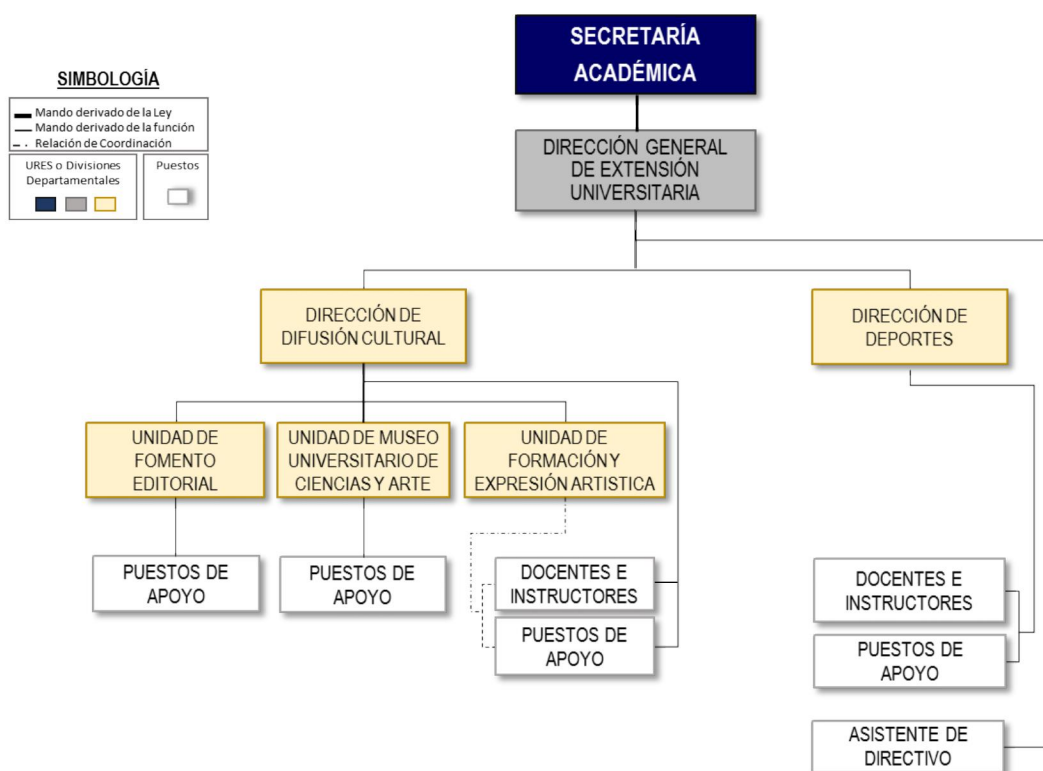 SECRETARÍA
ACADÉMICA
SIMBOLOGÍA
Mando derivado de la Ley
Mando derivado de la función
Relación de Coordinación
URES o Divisiones
Departamentales
Puestos
DIRECCIÓN GENERAL
DE EXTENSIÓN
UNIVERSITARIA
DIRECCIÓN DE
DIFUSIÓN CULTURAL
DIRECCIÓN DE
DEPORTES
UNIDAD DE
FOMENTO
EDITORIAL
UNIDAD DE MUSEO
UNIVERSITARIO DE
CIENCIAS Y ARTE
UNIDAD DE
FORMACIÓN Y
EXPRESIÓN ARTISTICA
PUESTOS DE
APOYO
PUESTOS DE
APOYO
DOCENTES E
INSTRUCTORES
PUESTOS DE
APOYO
DOCENTES E
INSTRUCTORES
PUESTOS DE
APOYO
ASISTENTE DE
DIRECTIVO